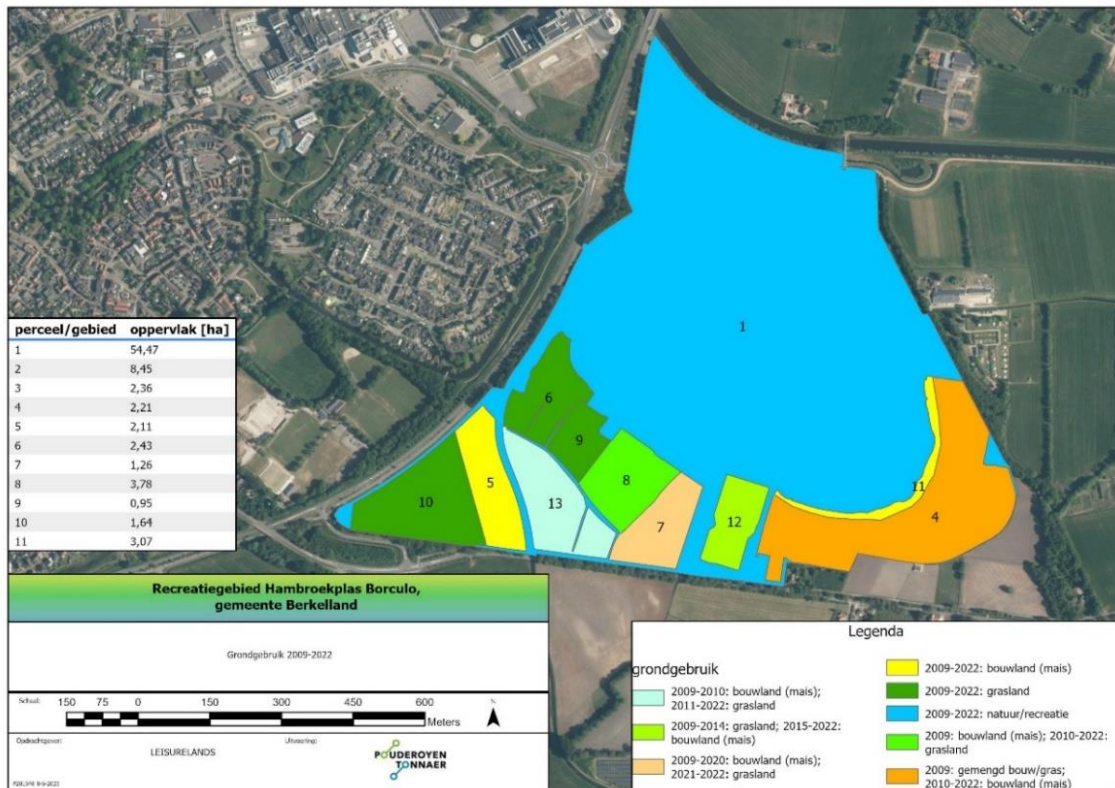 perceel/gebied oppervlak [ha]
1 54,47
2 8,45
3 2,36
4 2,21
5 2,11
6 2,43
7 1,26
8 3,78
9 0,95
10 1,64
11 3,07
1
6
9
8
5
13
10
7
12
11
4
Recreatiegebied Hambroekplas Borculo,
gemeente Berkelland
Grondgebruik 2009-2022
Schaal: 150 75 0 150 300 450 600
Meters
N
Opdrachtgever:
LEISURELANDS
Uitvoering:
POUDEROYEN
TONNAER
Legenda
grondgebruik
2009-2010: bouwland (mais);
2011-2022: grasland
2009-2014: grasland; 2015-2022:
bouwland (mais)
2009-2020: bouwland (mais);
2021-2022: grasland
2009-2022: bouwland (mais)
2009-2022: grasland
2009-2022: natuur/recreatie
2009: bouwland (mais); 2010-2022:
grasland
2009: gemengd bouw/gras;
2010-2022: bouwland (mais)